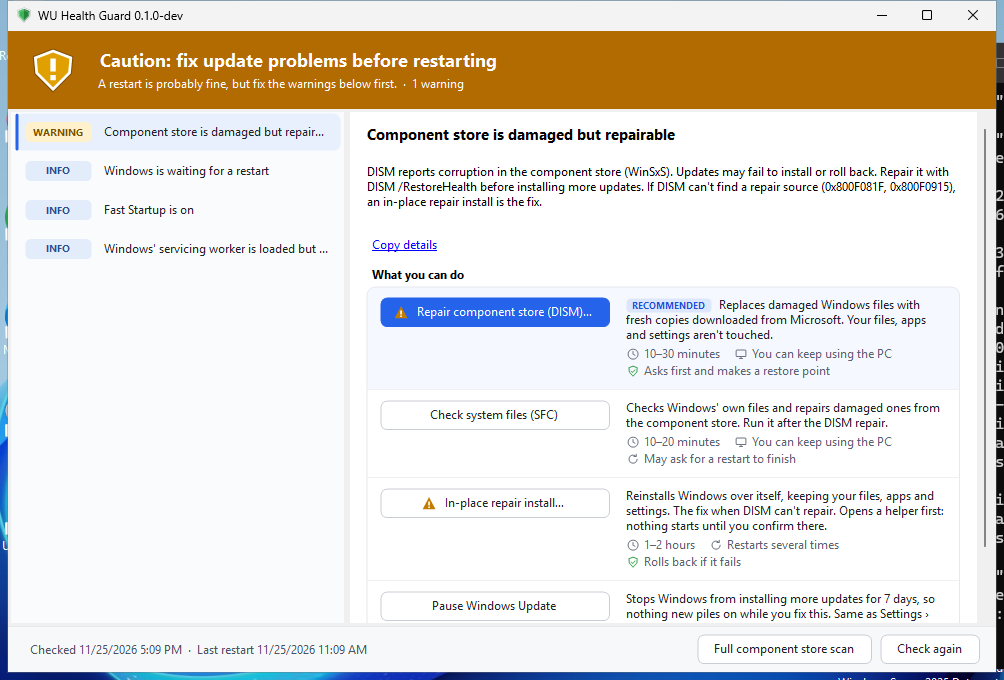 WU Health Guard 0.1.0-dev
Caution: fix update problems before restarting
A restart is probably fine, but fix the warnings below first. · 1 warning
WARNING Component store is damaged but repair...
INFO Windows is waiting for a restart
INFO Fast Startup is on
INFO Windows' servicing worker is loaded but ...
Component store is damaged but repairable
DISM reports corruption in the component store (WinSxS). Updates may fail to install or roll back. Repair it with
DISM /RestoreHealth before installing more updates. If DISM can't find a repair source (0x800F081F, 0x800F0915),
an in-place repair install is the fix.
Copy details
What you can do
Repair component store (DISM)...
RECOMMENDED Replaces damaged Windows files with
fresh copies downloaded from Microsoft. Your files, apps
and settings aren't touched.
10–30 minutes You can keep using the PC
Asks first and makes a restore point
Check system files (SFC)
Checks Windows' own files and repairs damaged ones from
the component store. Run it after the DISM repair.
10–20 minutes You can keep using the PC
May ask for a restart to finish
In-place repair install...
Reinstalls Windows over itself, keeping your files, apps and
settings. The fix when DISM can't repair. Opens a helper first:
nothing starts until you confirm there.
1–2 hours Restarts several times
Rolls back if it fails
Pause Windows Update
Stops Windows from installing more updates for 7 days, so
nothing new piles on while you fix this. Same as Settings ›
Checked 11/25/2026 5:09 PM · Last restart 11/25/2026 11:09 AM
Full component store scan
Check again